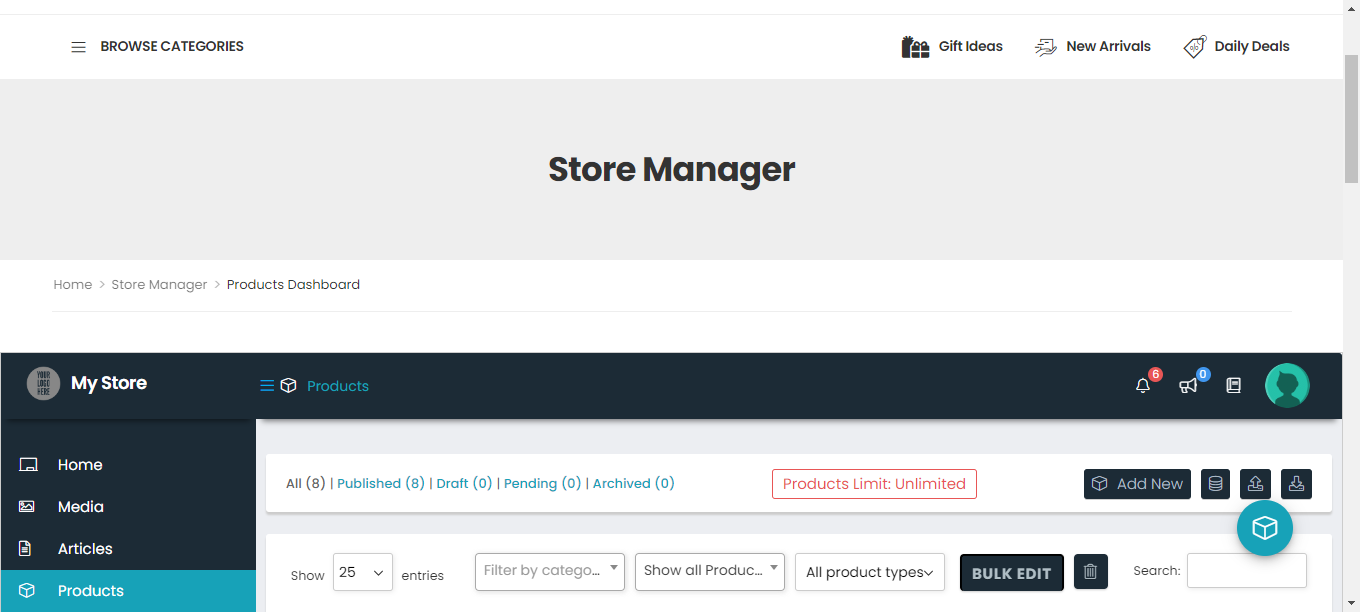 BROWSE CATEGORIES
Gift Ideas
New Arrivals
%
Daily Deals
Store Manager
Home > Store Manager > Products Dashboard
YOUR
LOGO
HERE
My Store
Products
6
0
Home
Media
Articles
Products
All (8) | Published (8) | Draft (0) | Pending (0) | Archived (0)
Products Limit: Unlimited
Add New
Show 25 entries
Filter by catego...
Show all Produc...
All product types
BULK EDIT
Search: